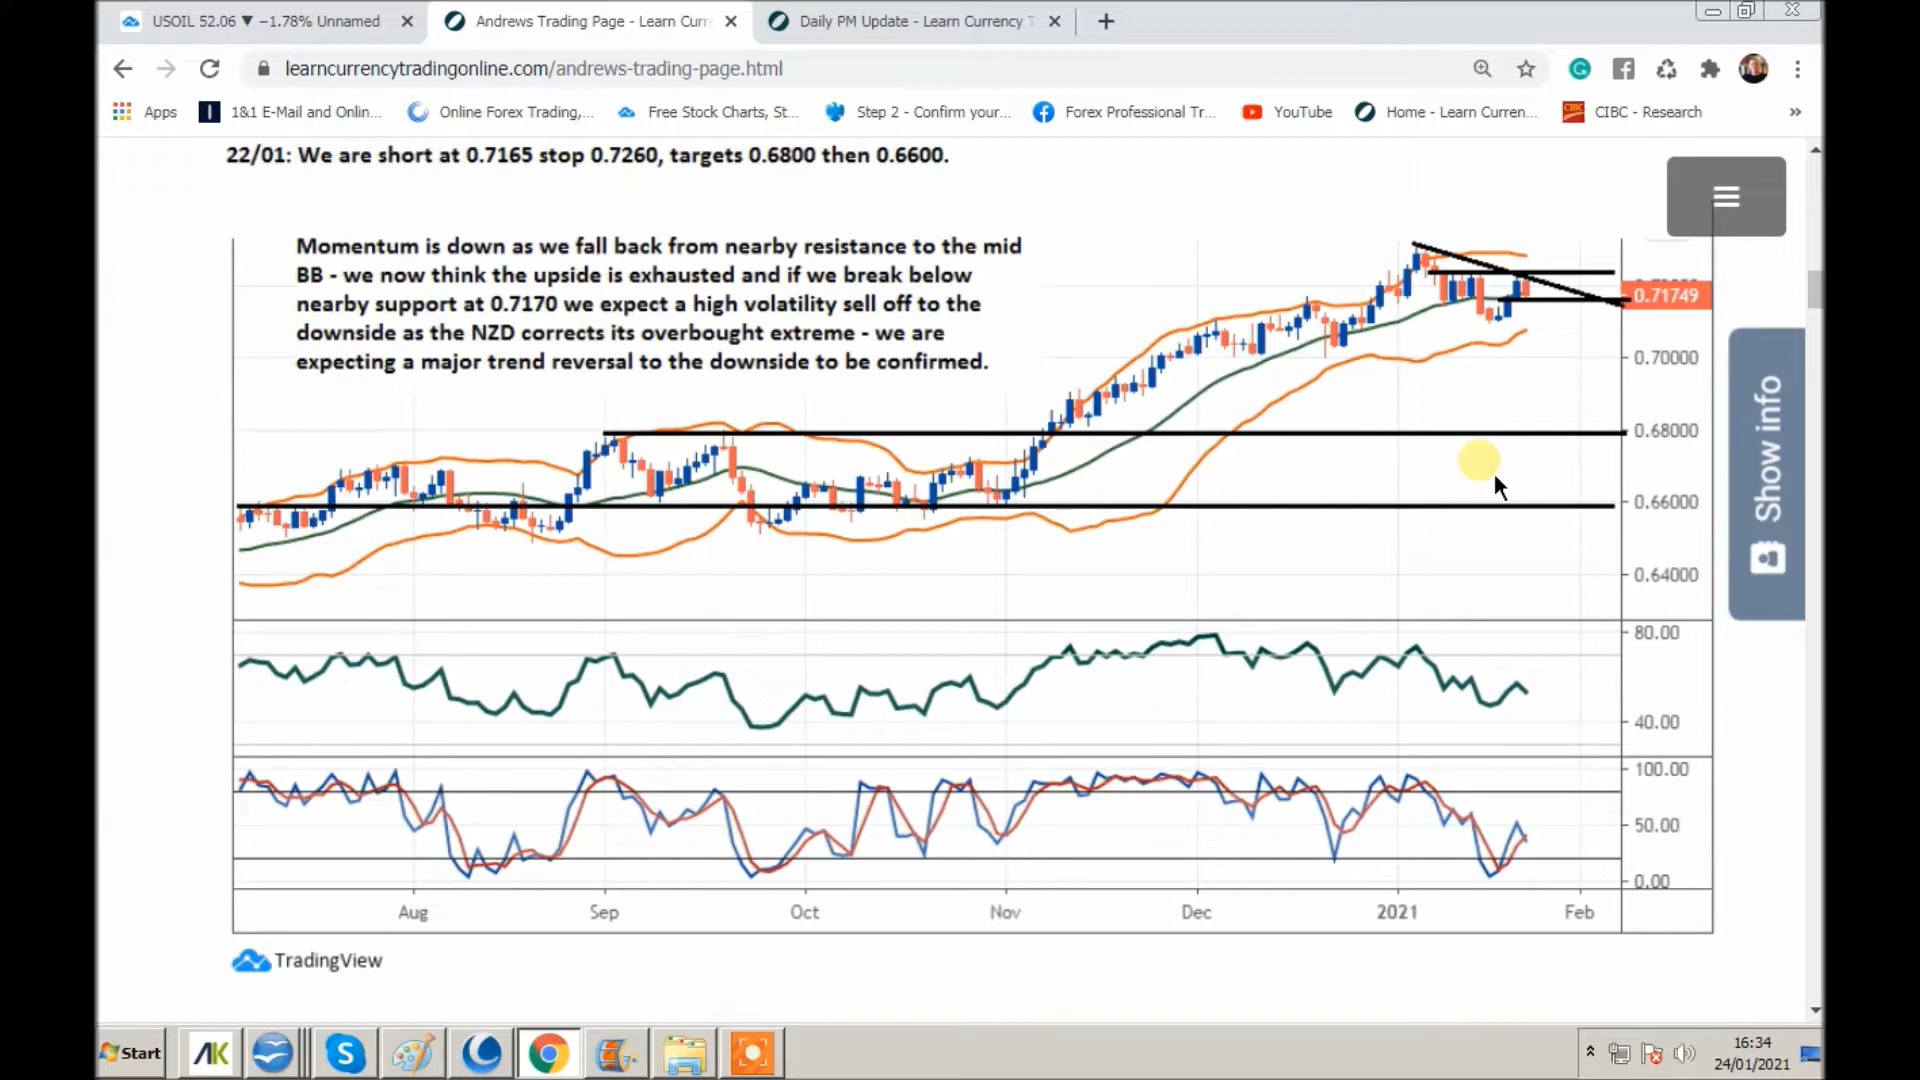 USOIL 52.06 ▼ −1.78% Unnamed
Andrews Trading Page - Learn Curr
Daily PM Update - Learn Currency T
learncurrencytradingonline.com/andrews-trading-page.html
Apps
1&1 E-Mail and Onlin...
Online Forex Trading,...
Free Stock Charts, St...
Step 2 - Confirm your...
Forex Professional Tr...
YouTube
Home - Learn Curren...
CIBC
CIBC - Research
22/01: We are short at 0.7165 stop 0.7260, targets 0.6800 then 0.6600.
Momentum is down as we fall back from nearby resistance to the mid
BB - we now think the upside is exhausted and if we break below
nearby support at 0.7170 we expect a high volatility sell off to the
downside as the NZD corrects its overbought extreme - we are
expecting a major trend reversal to the downside to be confirmed.
0.71749
0.70000
0.68000
0.66000
0.64000
Show info
80.00
40.00
100.00
50.00
0.00
Aug
Sep
Oct
Nov
Dec
2021
Feb
TradingView
Start
16:34
24/01/2021